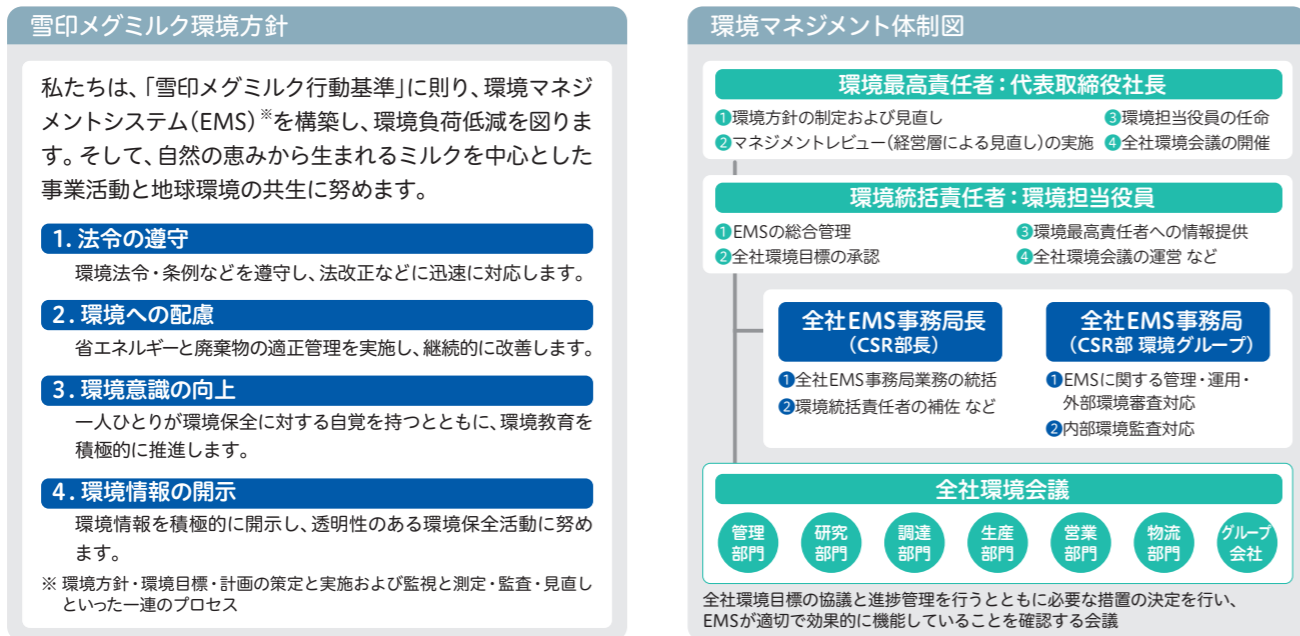 雪印メグミルク環境方針
私たちは、「雪印メグミルク行動基準」に則り、環境マネジ
メントシステム(EMS)※を構築し、環境負荷低減を図りま
す。そして、自然の恵みから生まれるミルクを中心とした
事業活動と地球環境の共生に努めます。
1. 法令の遵守
環境法令・条例などを遵守し、法改正などに迅速に対応します。
2. 環境への配慮
省エネルギーと廃棄物の適正管理を実施し、継続的に改善します。
3. 環境意識の向上
一人ひとりが環境保全に対する自覚を持つとともに、環境教育を
積極的に推進します。
4. 環境情報の開示
環境情報を積極的に開示し、透明性のある環境保全活動に努め
ます。
※ 環境方針・環境目標・計画の策定と実施および監視と測定・監査・見直し
といった一連のプロセス
環境マネジメント体制図
環境最高責任者：代表取締役社長
❶環境方針の制定および見直し ❸環境担当役員の任命
❷マネジメントレビュー(経営層による見直し)の実施 ❹全社環境会議の開催
環境統括責任者：環境担当役員
❶EMSの総合管理 ❸環境最高責任者への情報提供
❷全社環境目標の承認 ❹全社環境会議の運営 など
全社EMS事務局長
(CSR部長)
❶全社EMS事務局業務の統括
❷環境統括責任者の補佐 など
全社EMS事務局
(CSR部 環境グループ)
❶EMSに関する管理・運用・
外部環境審査対応
❷内部環境監査対応
全社環境会議
管理
部門
研究
部門
調達
部門
生産
部門
営業
部門
物流
部門
グループ
会社
全社環境目標の協議と進捗管理を行うとともに必要な措置の決定を行い、
EMSが適切で効果的に機能していることを確認する会議